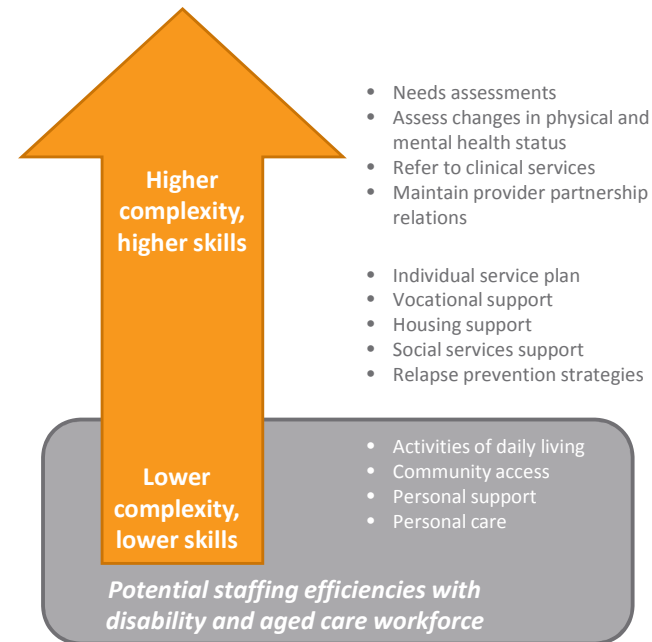 • Needs assessments
• Assess changes in physical and
mental health status
• Refer to clinical services
• Maintain provider partnership
relations
Higher
complexity,
higher skills
• Individual service plan
• Vocational support
• Housing support
• Social services support
• Relapse prevention strategies
• Activities of daily living
• Community access
• Personal support
• Personal care
Lower
complexity,
lower skills
Potential staffing efficiencies with
disability and aged care workforce